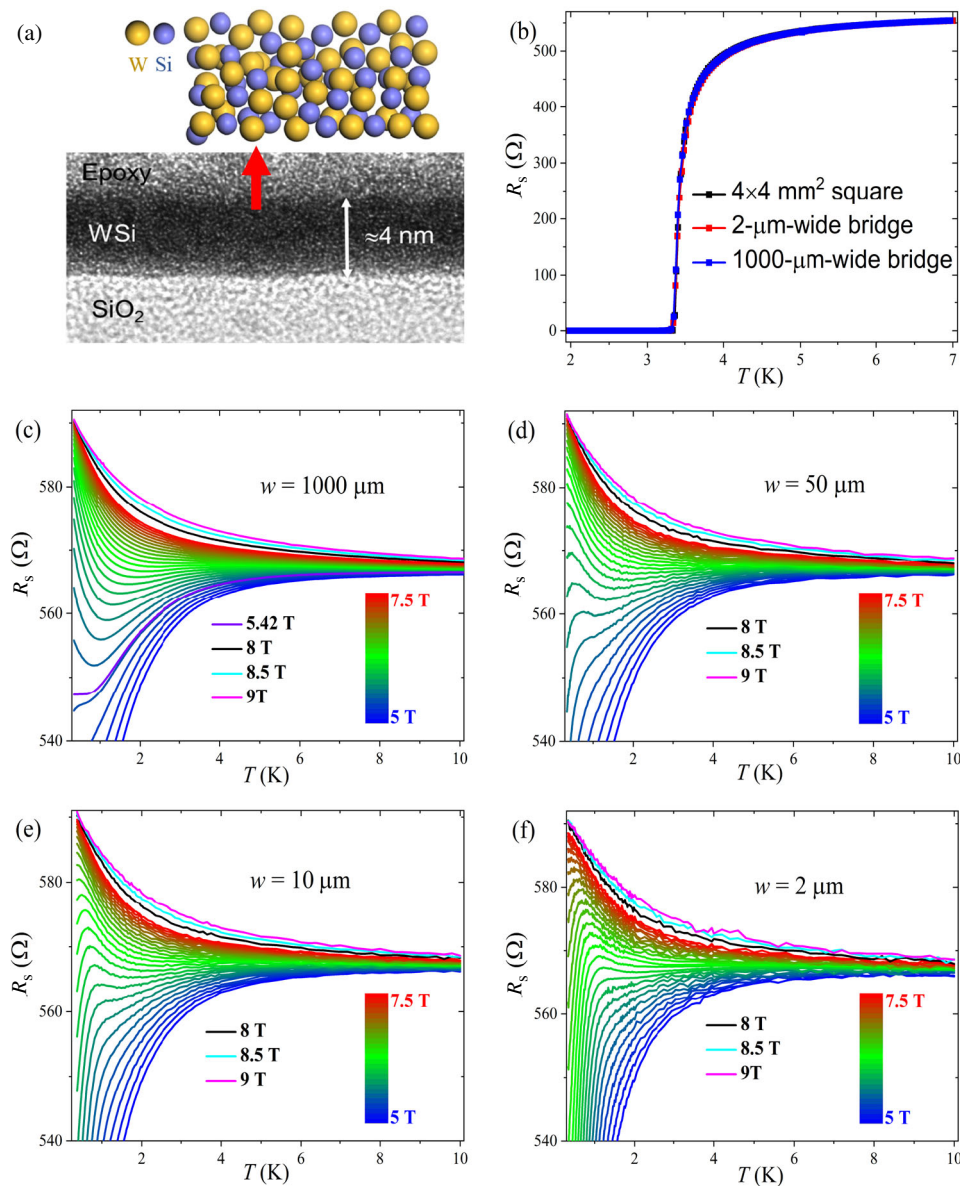 (a)
W Si
Epoxy
WSi
≈4 nm
SiO₂
(b)
500
400
300
200
100
0
Rₛ (Ω)
4×4 mm² square
2-μm-wide bridge
1000-μm-wide bridge
2 3 4 5 6 7
T (K)
(c)
w = 1000 μm
580
560
540
Rₛ (Ω)
5.42 T
8 T
8.5 T
9T
7.5 T
5 T
2 4 6 8 10
T (K)
(d)
w = 50 μm
580
560
540
Rₛ (Ω)
8 T
8.5 T
9 T
7.5 T
5 T
2 4 6 8 10
T (K)
(e)
w = 10 μm
580
560
540
Rₛ (Ω)
8 T
8.5 T
9 T
7.5 T
5 T
2 4 6 8 10
T (K)
(f)
w = 2 μm
580
560
540
Rₛ (Ω)
8 T
8.5 T
9T
7.5 T
5 T
2 4 6 8 10
T (K)